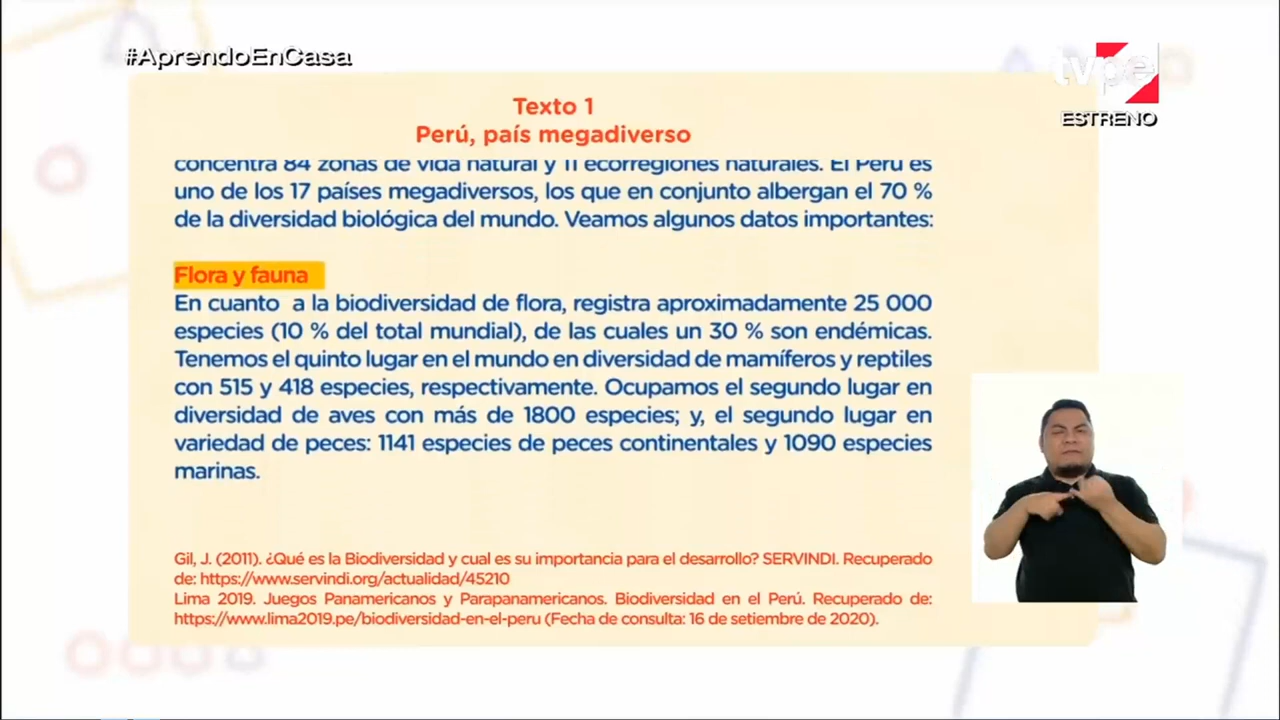 #AprendoEnCasa
tvpe
ESTRENO
Texto 1
Perú, país megadiverso
concentra 84 zonas de vida natural y 11 ecorregiones naturales. El Perú es
uno de los 17 países megadiversos, los que en conjunto albergan el 70 %
de la diversidad biológica del mundo. Veamos algunos datos importantes:
Flora y fauna
En cuanto a la biodiversidad de flora, registra aproximadamente 25 000
especies (10 % del total mundial), de las cuales un 30 % son endémicas.
Tenemos el quinto lugar en el mundo en diversidad de mamíferos y reptiles
con 515 y 418 especies, respectivamente. Ocupamos el segundo lugar en
diversidad de aves con más de 1800 especies; y, el segundo lugar en
variedad de peces: 1141 especies de peces continentales y 1090 especies
marinas.
Gil, J. (2011). ¿Qué es la Biodiversidad y cual es su importancia para el desarrollo? SERVINDI. Recuperado
de: https://www.servindi.org/actualidad/45210
Lima 2019. Juegos Panamericanos y Parapanamericanos. Biodiversidad en el Perú. Recuperado de:
https://www.lima2019.pe/biodiversidad-en-el-peru (Fecha de consulta: 16 de setiembre de 2020).